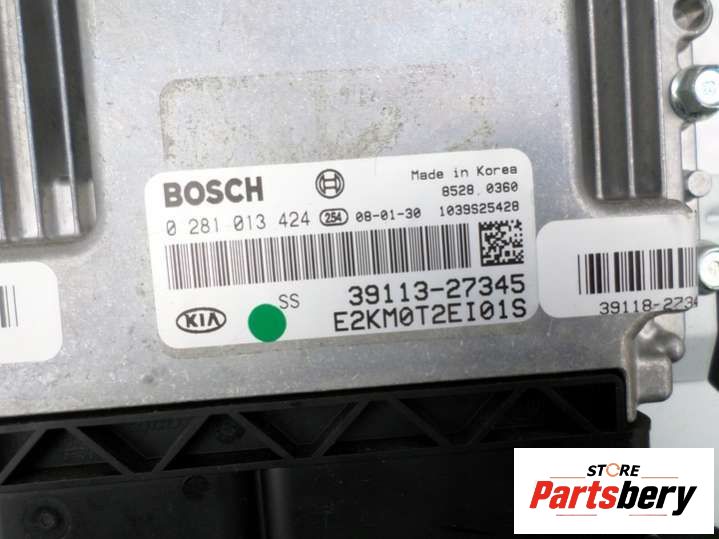 BOSCH
Made in Korea
8528.0360
0 281 013 424 254 08-01-30 1039S25428
39113-27345
KIA
SS
E2KM0T2EI01S
39118-2734
STORE
Partsbery